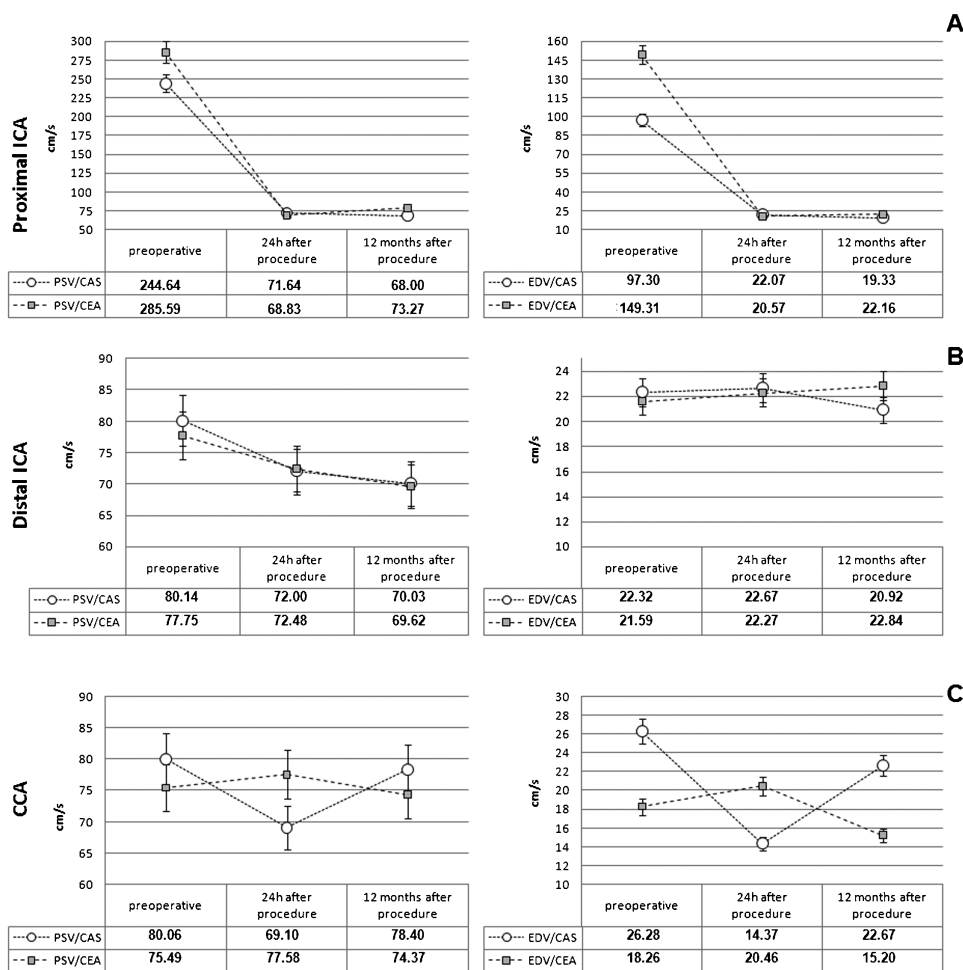 A
Proximal ICA
cm/s
300
275
250
225
200
175
150
125
100
75
50
preoperative
24h after procedure
12 months after procedure
PSV/CAS 244.64 71.64 68.00
PSV/CEA 285.59 68.83 73.27
cm/s
160
145
130
115
100
85
70
55
40
25
10
preoperative
24h after procedure
12 months after procedure
EDV/CAS 97.30 22.07 19.33
EDV/CEA 149.31 20.57 22.16
B
Distal ICA
cm/s
90
85
80
75
70
65
60
preoperative
24h after procedure
12 months after procedure
PSV/CAS 80.14 72.00 70.03
PSV/CEA 77.75 72.48 69.62
cm/s
24
22
20
18
16
14
12
10
preoperative
24h after procedure
12 months after procedure
EDV/CAS 22.32 22.67 20.92
EDV/CEA 21.59 22.27 22.84
C
CCA
cm/s
90
85
80
75
70
65
60
preoperative
24h after procedure
12 months after procedure
PSV/CAS 80.06 69.10 78.40
PSV/CEA 75.49 77.58 74.37
cm/s
30
28
26
24
22
20
18
16
14
12
10
preoperative
24h after procedure
12 months after procedure
EDV/CAS 26.28 14.37 22.67
EDV/CEA 18.26 20.46 15.20